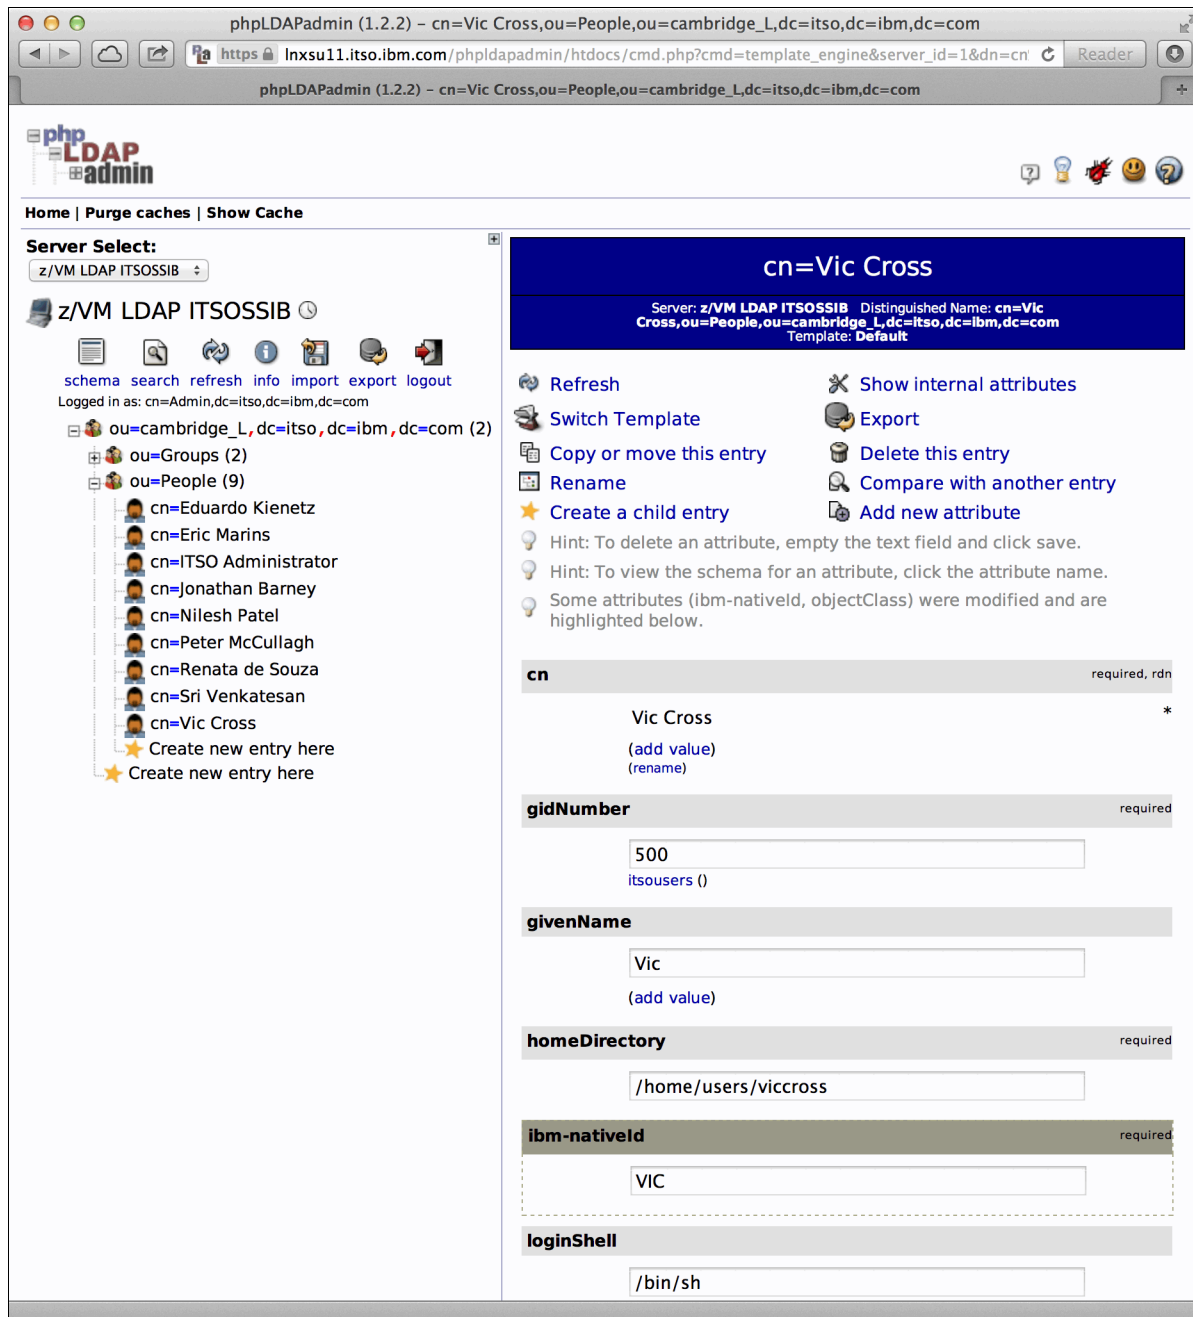 phpLDAPadmin (1.2.2) – cn=Vic Cross,ou=People,ou=cambridge_L,dc=itso,dc=ibm,dc=com
https lnxsu11.itso.ibm.com/phpldapadmin/htdocs/cmd.php?cmd=template_engine&server_id=1&dn=cn
Reader
phpLDAPadmin (1.2.2) – cn=Vic Cross,ou=People,ou=cambridge_L,dc=itso,dc=ibm,dc=com
php
LDAP
admin
Home | Purge caches | Show Cache
Server Select:
z/VM LDAP ITSOSSIB
z/VM LDAP ITSOSSIB
schema search refresh info import export logout
Logged in as: cn=Admin,dc=itso,dc=ibm,dc=com
ou=cambridge_L,dc=itso,dc=ibm,dc=com (2)
ou=Groups (2)
ou=People (9)
cn=Eduardo Kienetz
cn=Eric Marins
cn=ITSO Administrator
cn=Jonathan Barney
cn=Nilesh Patel
cn=Peter McCullagh
cn=Renata de Souza
cn=Sri Venkatesan
cn=Vic Cross
Create new entry here
Create new entry here
cn=Vic Cross
Server: z/VM LDAP ITSOSSIB Distinguished Name: cn=Vic
Cross,ou=People,ou=cambridge_L,dc=itso,dc=ibm,dc=com
Template: Default
Refresh
Show internal attributes
Switch Template
Export
Copy or move this entry
Delete this entry
Rename
Compare with another entry
Create a child entry
Add new attribute
Hint: To delete an attribute, empty the text field and click save.
Hint: To view the schema for an attribute, click the attribute name.
Some attributes (ibm-nativeId, objectClass) were modified and are
highlighted below.
cn required, rdn
Vic Cross *
(add value)
(rename)
gidNumber required
500
itsousers ()
givenName
Vic
(add value)
homeDirectory required
/home/users/viccross
ibm-nativeId required
VIC
loginShell
/bin/sh